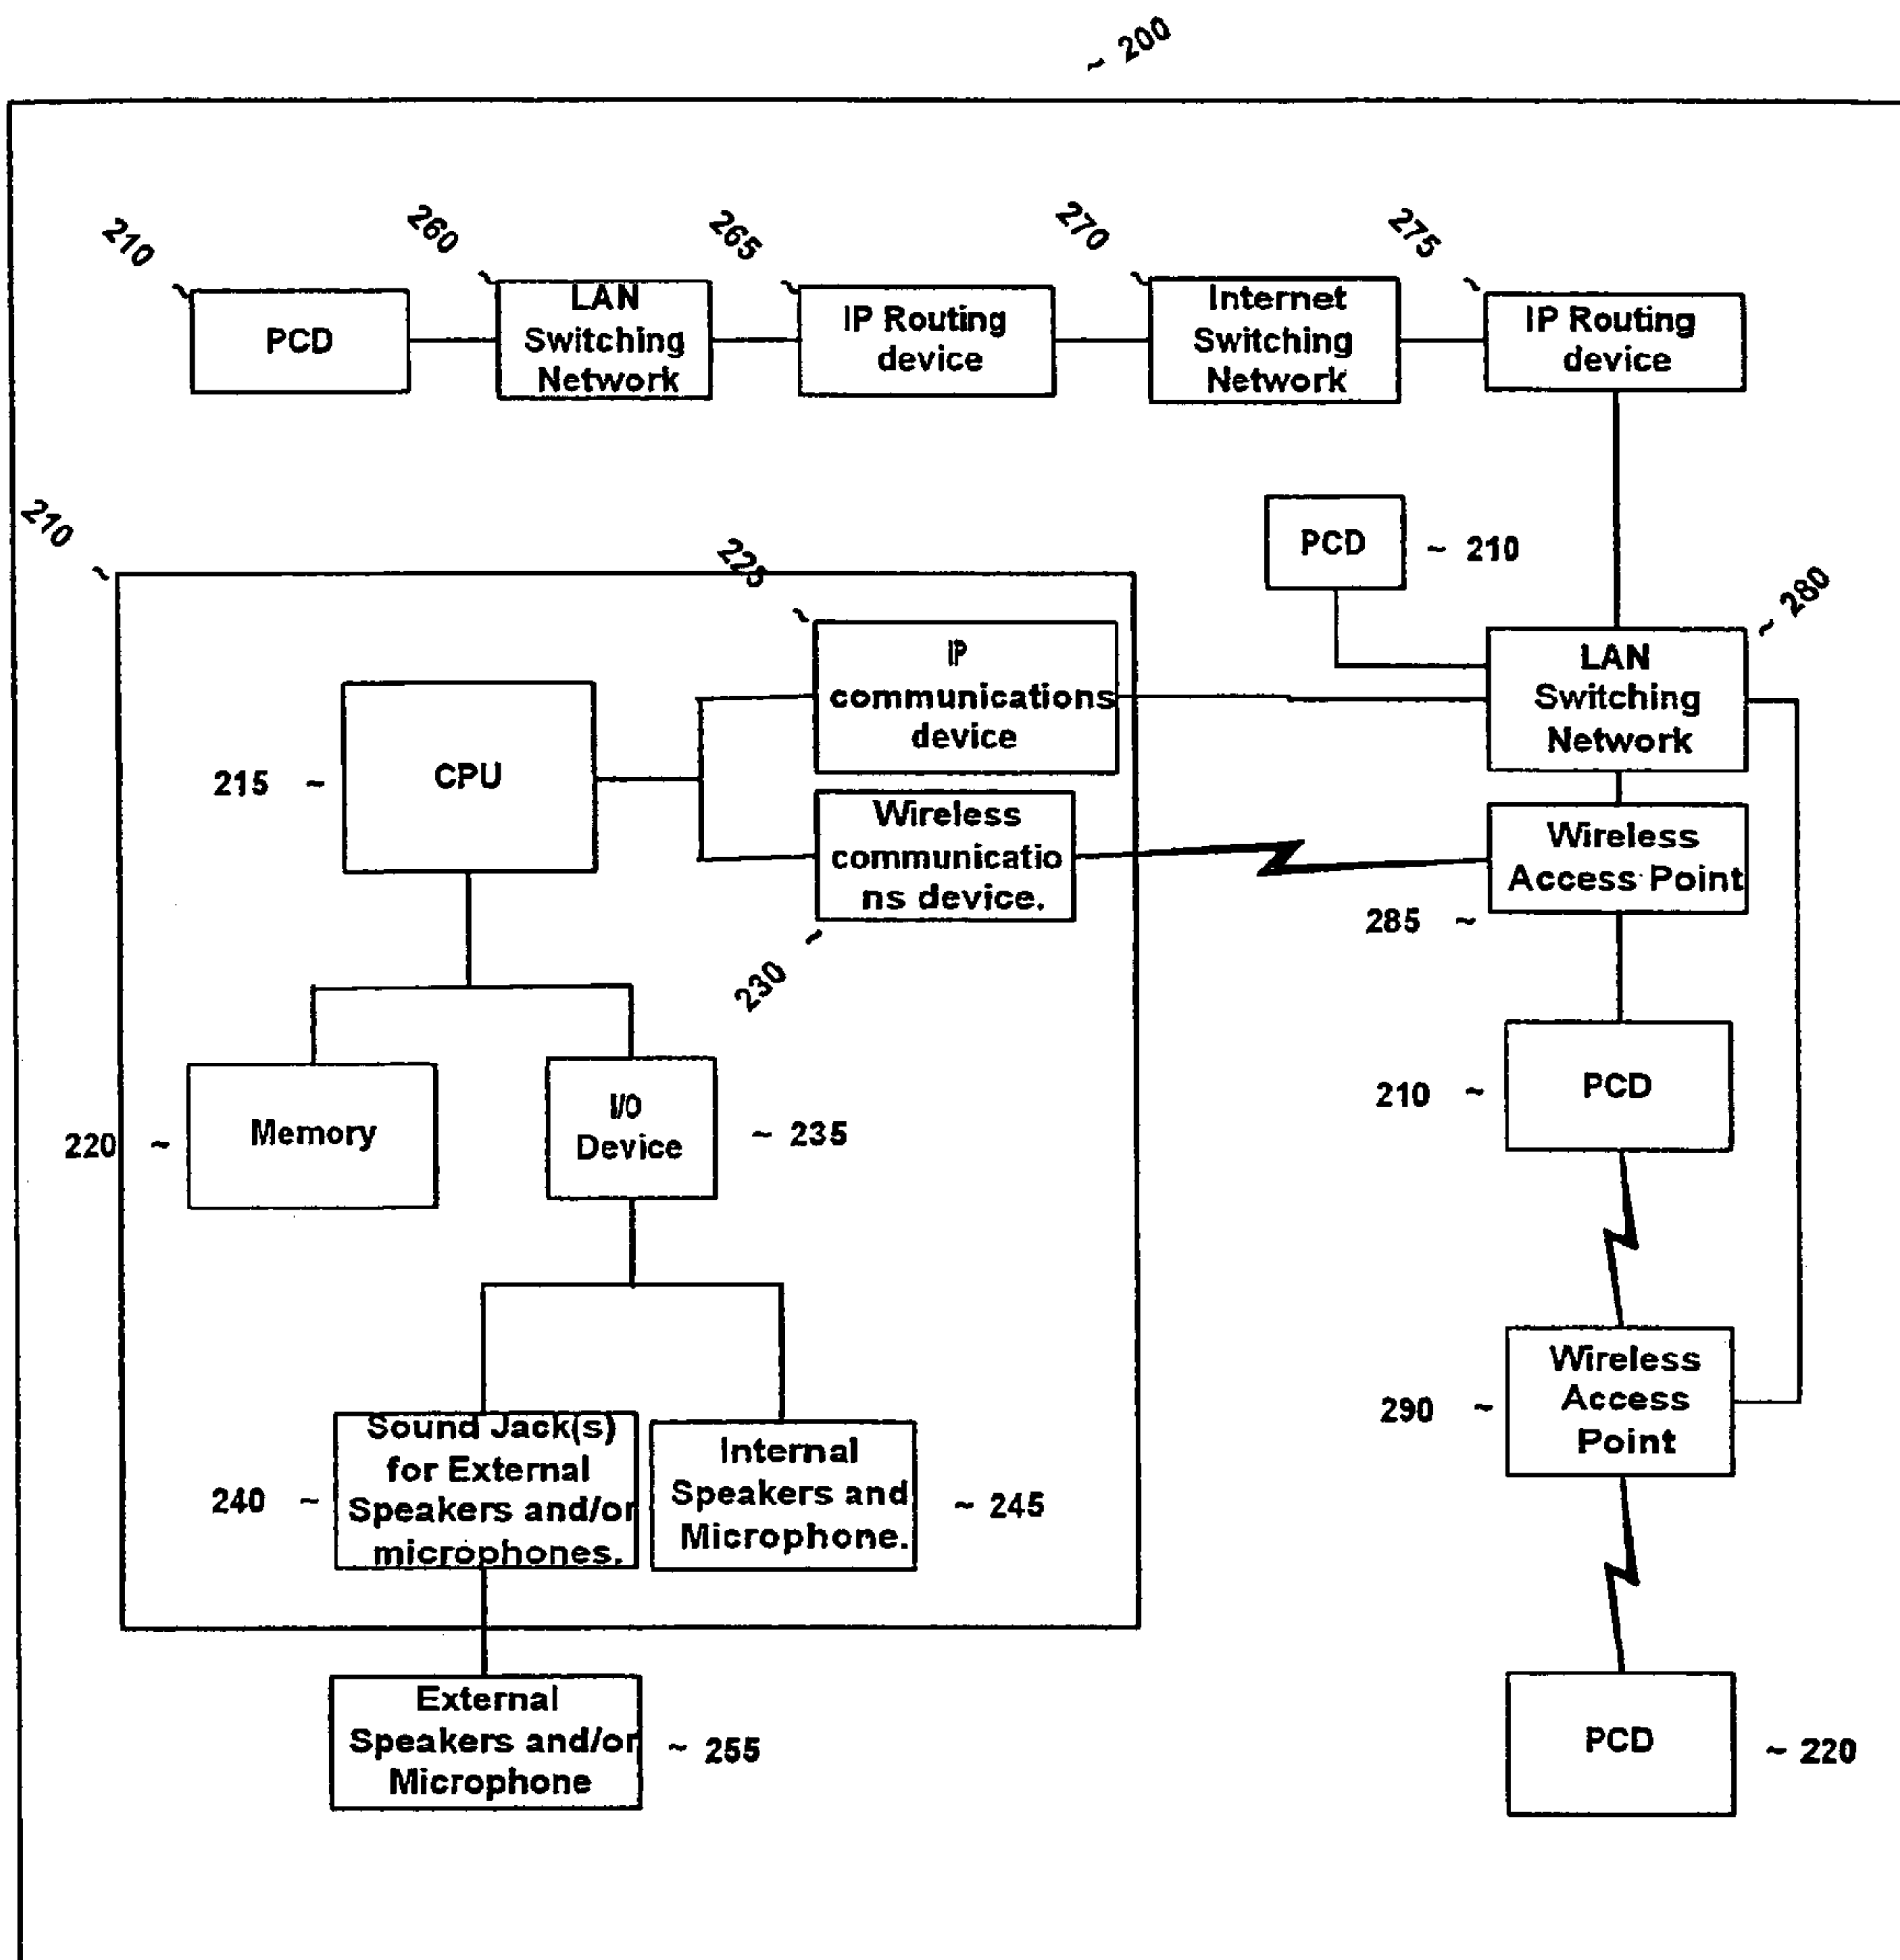 ~ 200
210
260
265
270
275
~
~
~
~
~
PCD
LAN
Switching
Network
IP Routing
device
Internet
Switching
Network
IP Routing
device
210
~
225
~
PCD
~ 210
~ 280
IP
communications
device
LAN
Switching
Network
215 ~
CPU
Wireless
communicatio
ns device.
~
230
Wireless
Access Point
285 ~
220 ~
Memory
I/O
Device
~ 235
210 ~
PCD
240 ~
Sound Jack(s)
for External
Speakers and/or
microphones.
Internal
Speakers and
Microphone.
~ 245
290 ~
Wireless
Access
Point
External
Speakers and/or
Microphone
~ 255
PCD
~ 220